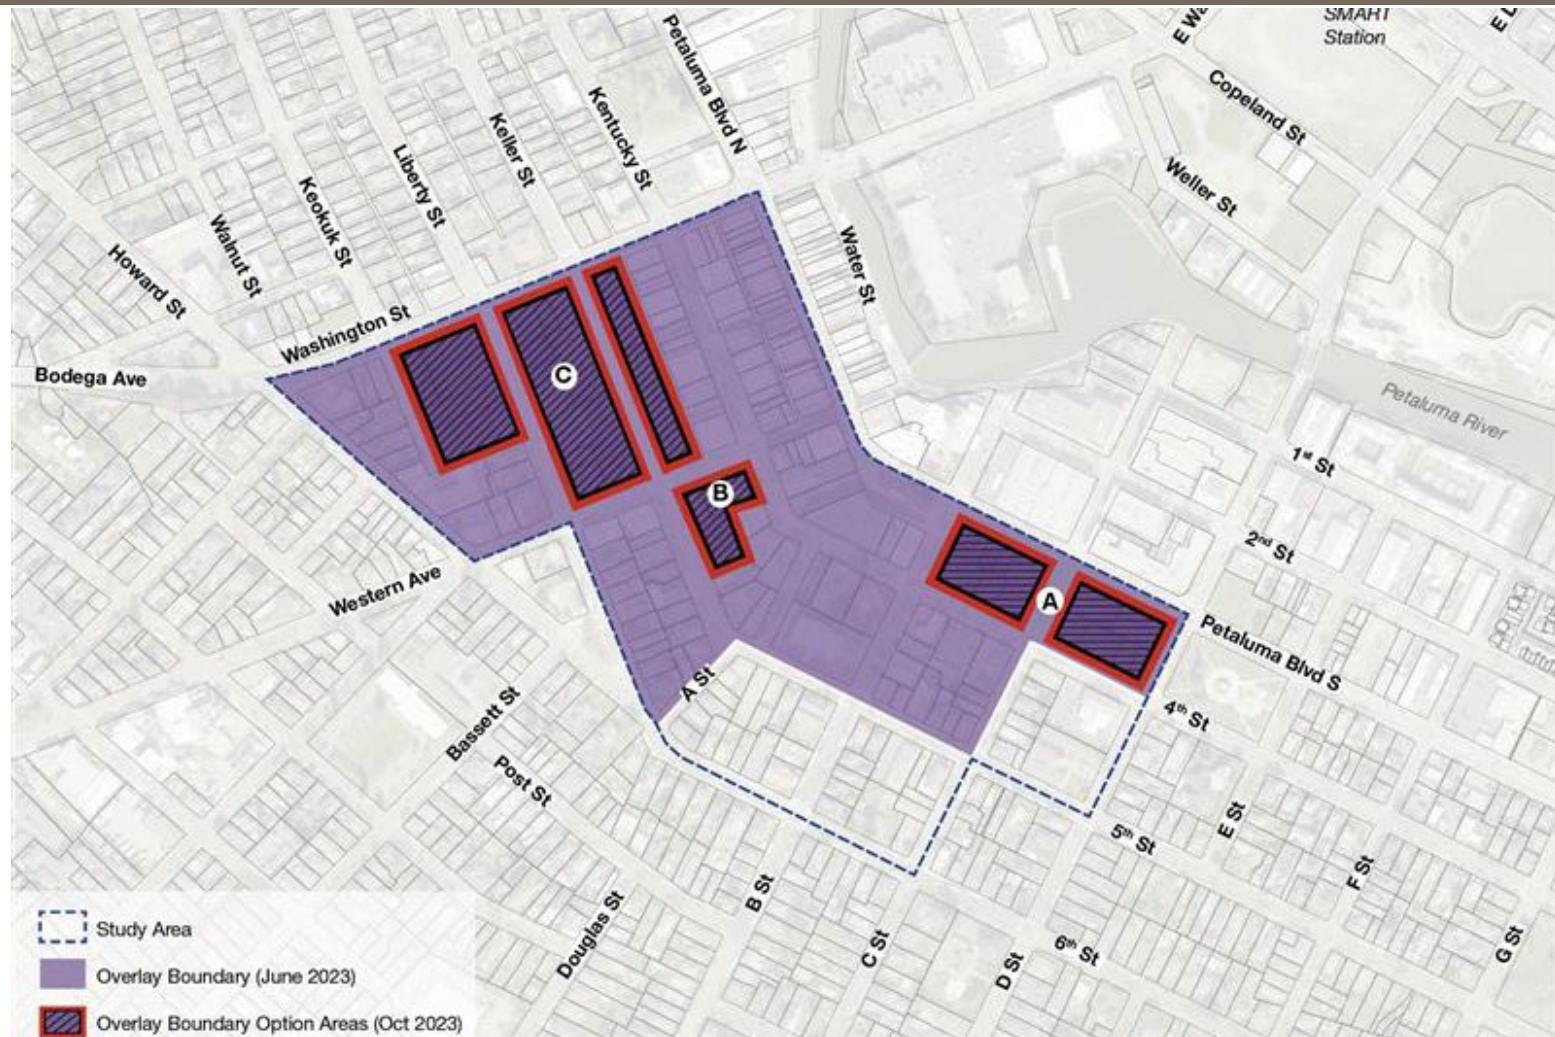 SMART
Station
E Wa
E D
Petaluma Blvd N
Copeland St
Kentucky St
Keller St
Liberty St
Weller St
Keokuk St
Walnut St
Howard St
Water St
Washington St
Bodega Ave
C
Petaluma River
B
1st St
2nd St
A
Western Ave
Petaluma Blvd S
A St
4th St
Bassett St
Post St
E St
5th St
F St
B St
Douglas St
C St
6th St
D St
G St
Study Area
Overlay Boundary (June 2023)
Overlay Boundary Option Areas (Oct 2023)